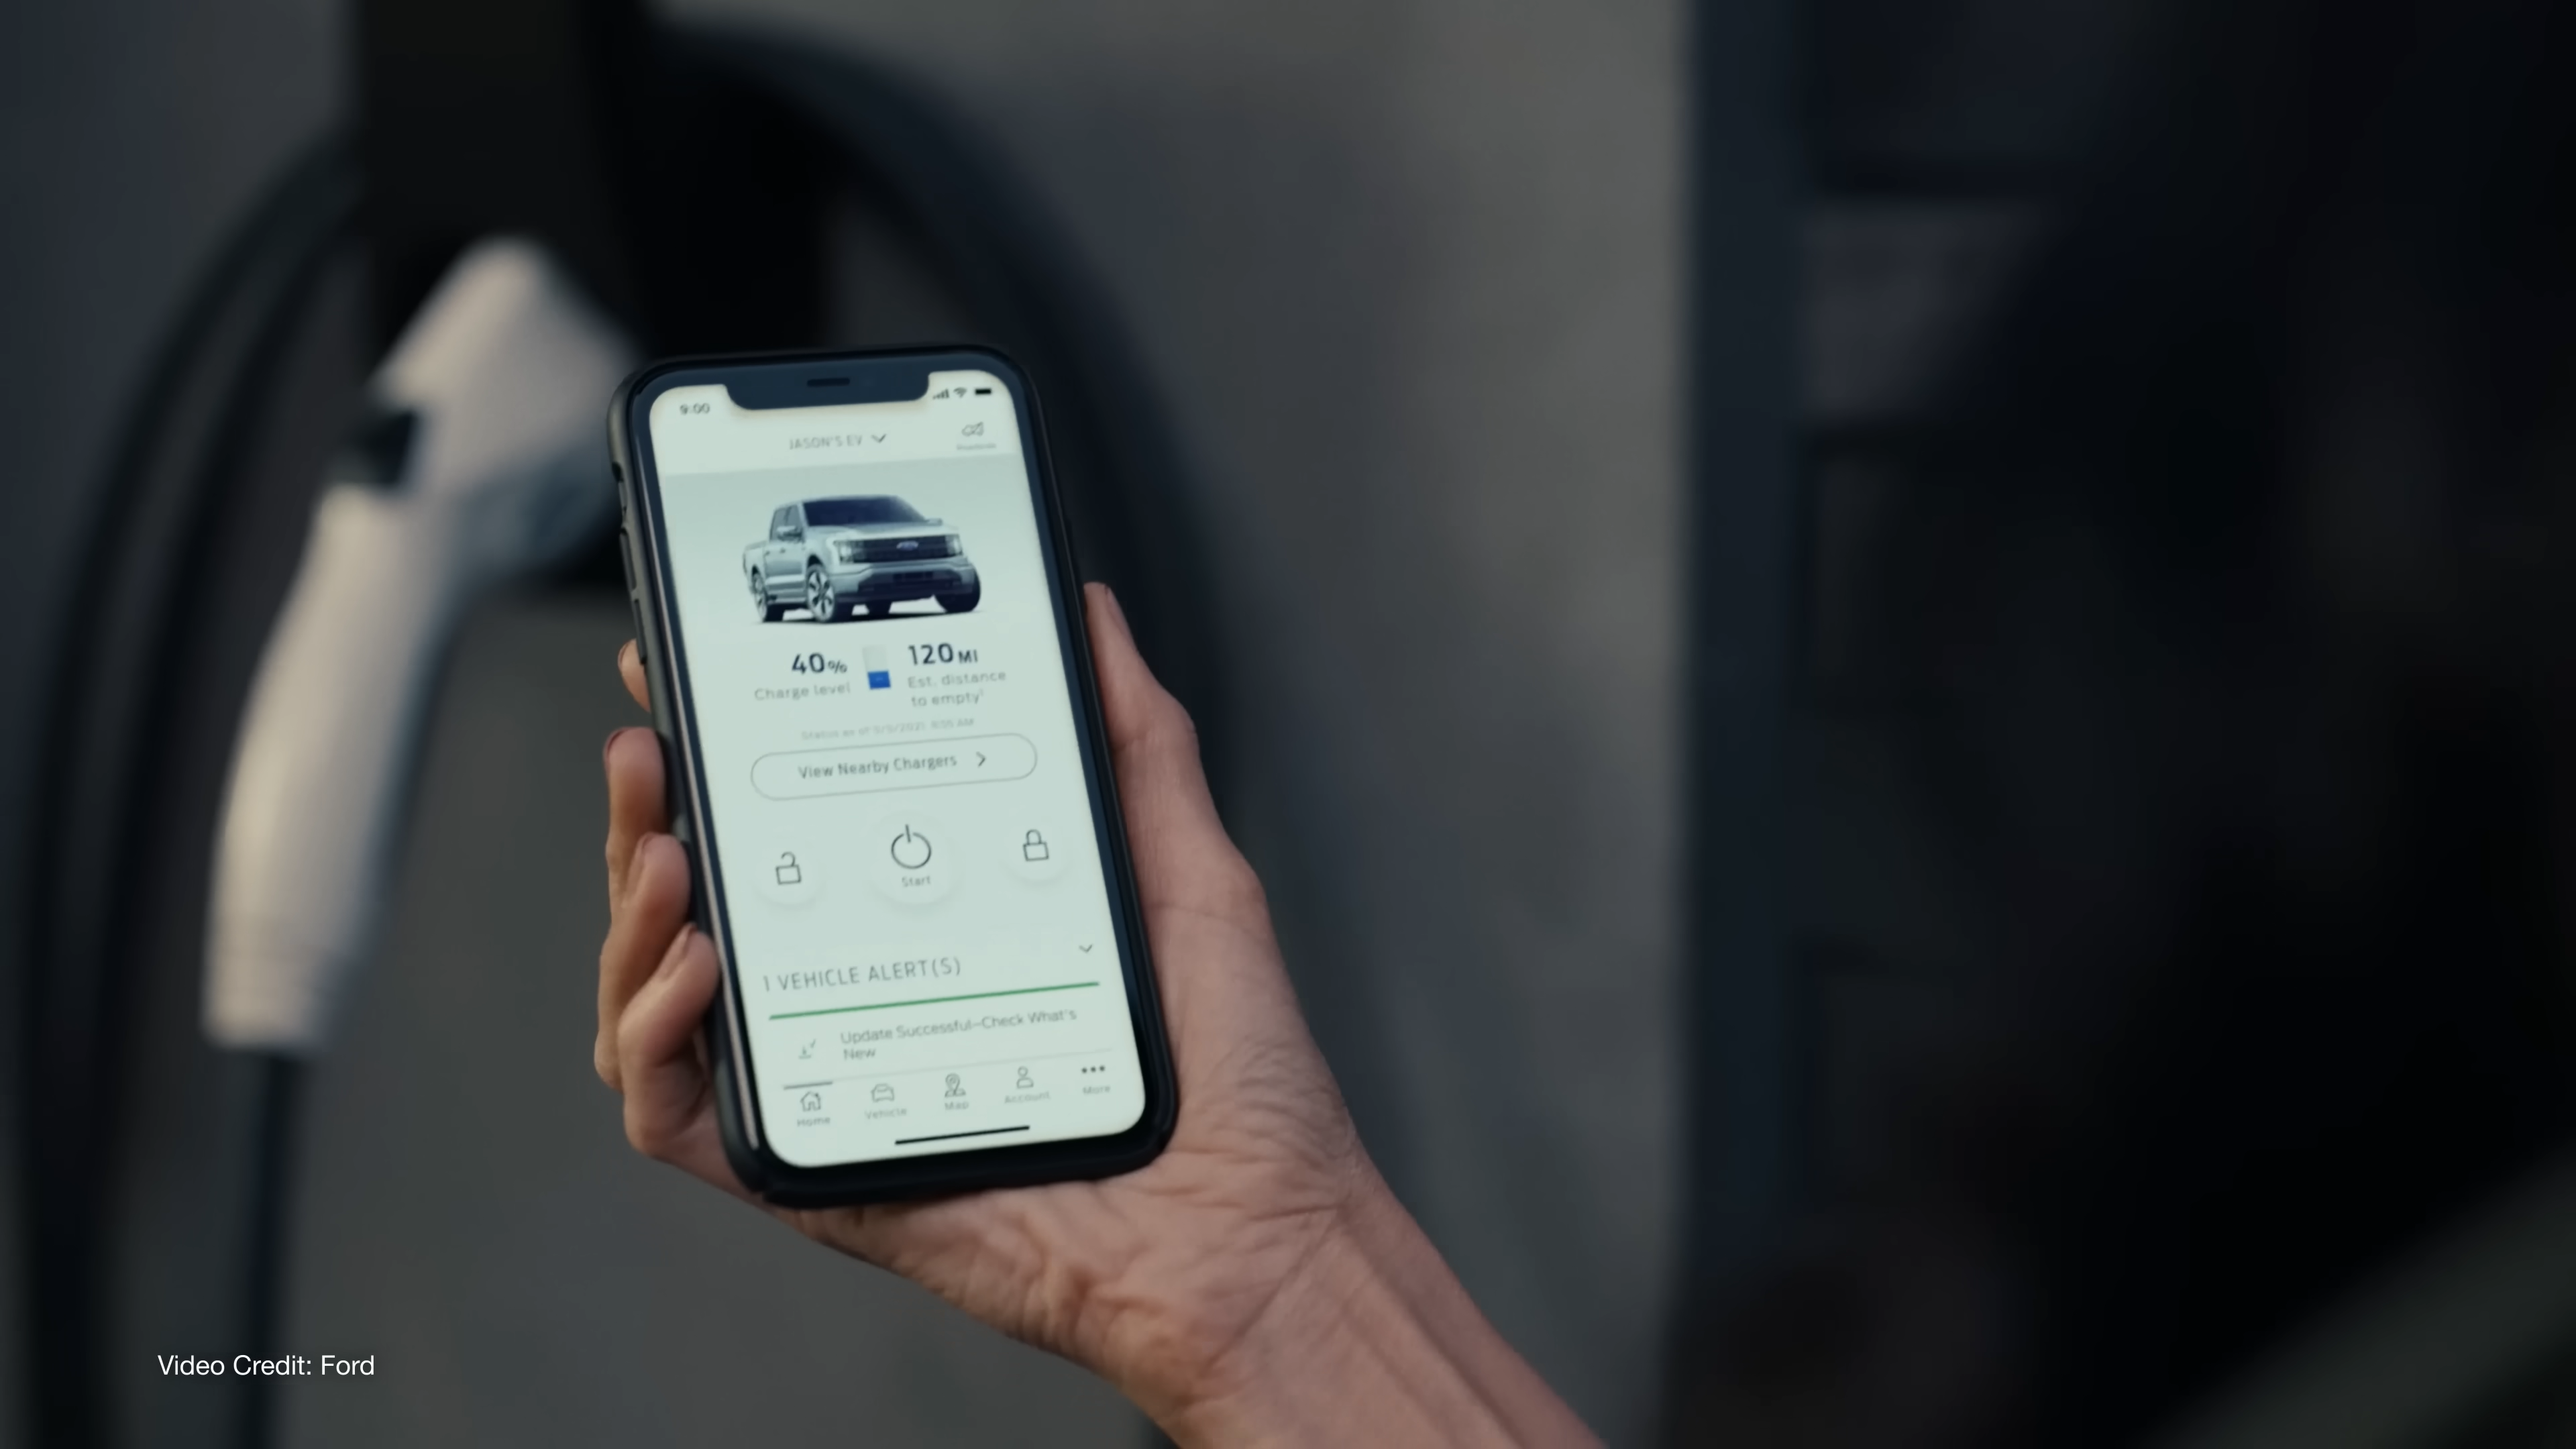 9:00
JASON'S EV
40% 120 MI
Charge level Est. distance
to empty¹
View Nearby Chargers
Start
1 VEHICLE ALERT(S)
Update Successful–Check What's
New
Home Vehicle Map Account More
Video Credit: Ford